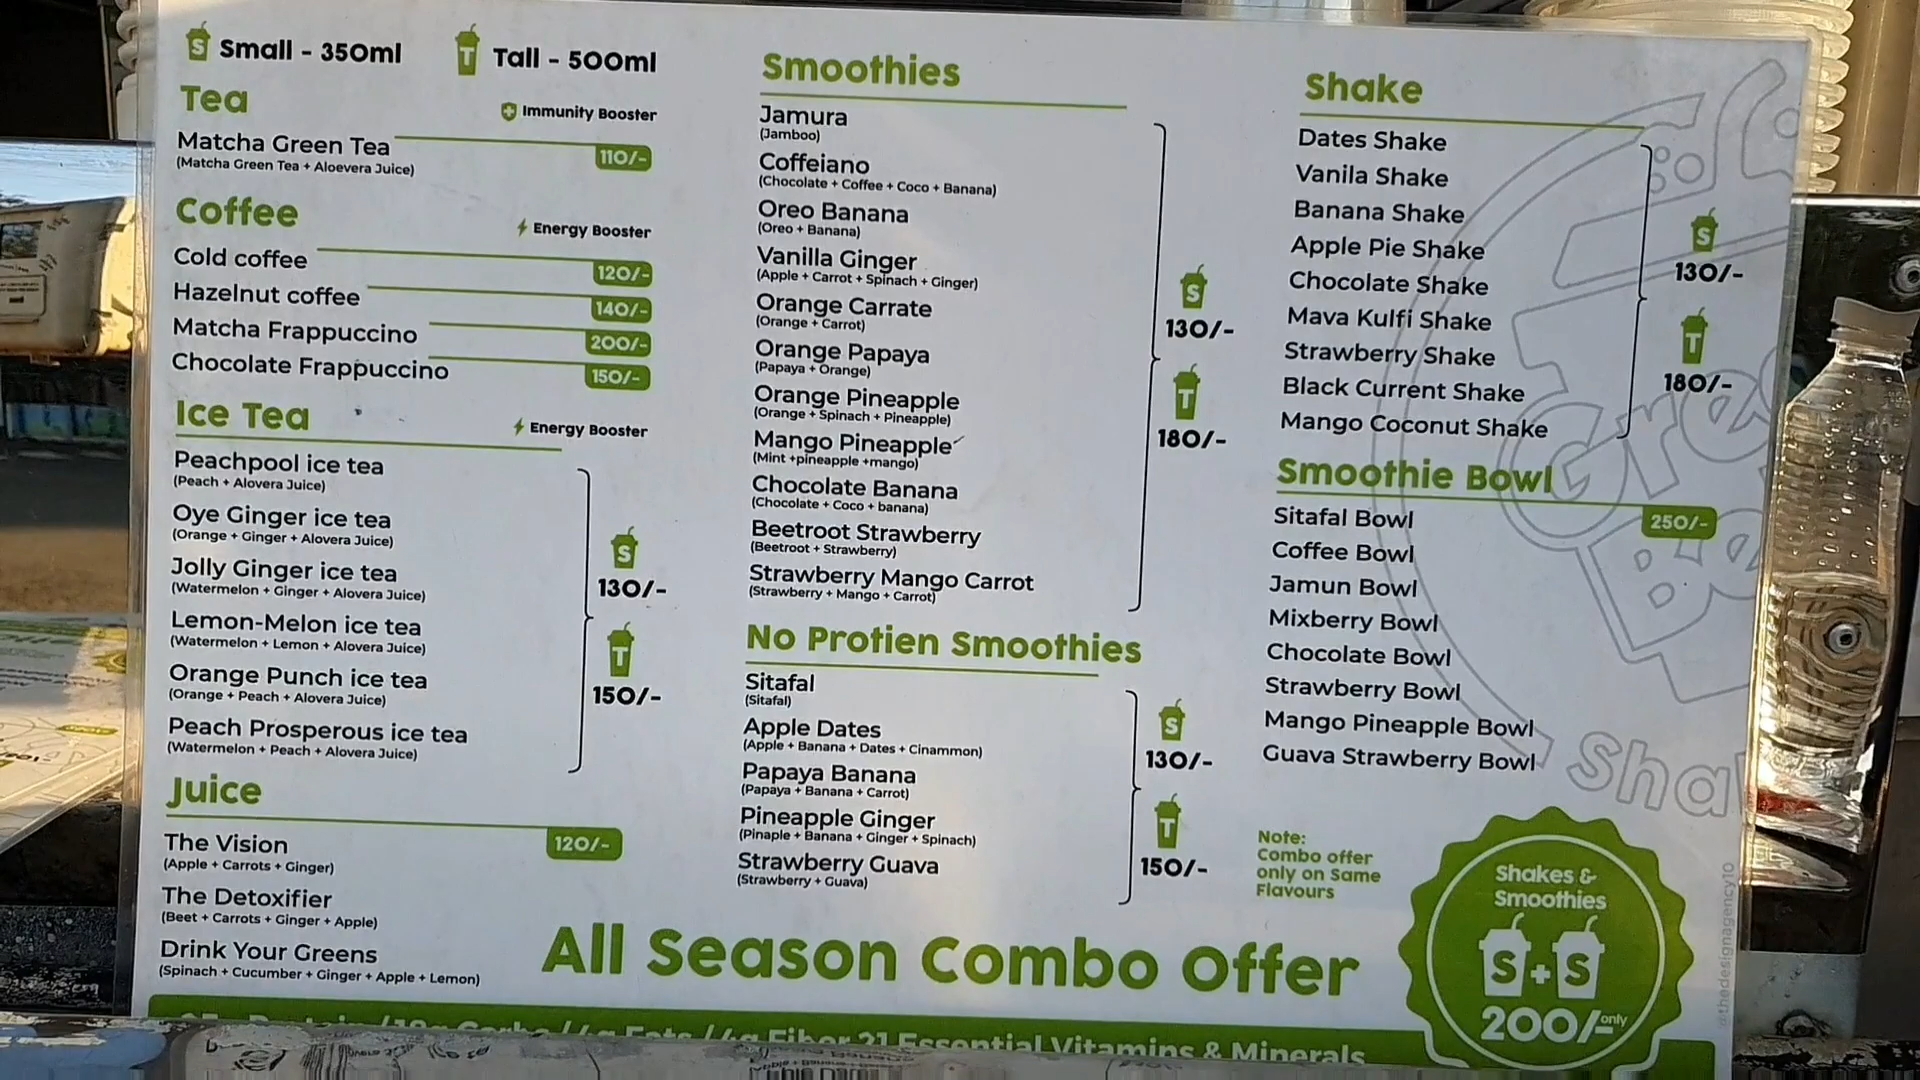 Small - 350ml
Tall - 500ml
Tea
Immunity Booster
Matcha Green Tea 110/-
(Matcha Green Tea + Aloevera Juice)
Coffee
Energy Booster
Cold coffee 120/-
Hazelnut coffee 140/-
Matcha Frappuccino 200/-
Chocolate Frappuccino 150/-
Ice Tea
Energy Booster
Peachpool ice tea
(Peach + Alovera Juice)
Oye Ginger ice tea
(Orange + Ginger + Alovera Juice)
Jolly Ginger ice tea
(Watermelon + Ginger + Alovera Juice)
Lemon-Melon ice tea
(Watermelon + Lemon + Alovera Juice)
Orange Punch ice tea
(Orange + Peach + Alovera Juice)
Peach Prosperous ice tea
(Watermelon + Peach + Alovera Juice)
S
130/-
T
150/-
Juice
120/-
The Vision
(Apple + Carrots + Ginger)
The Detoxifier
(Beet + Carrots + Ginger + Apple)
Drink Your Greens
(Spinach + Cucumber + Ginger + Apple + Lemon)
Smoothies
Jamura
(Jamboo)
Coffeiano
(Chocolate + Coffee + Coco + Banana)
Oreo Banana
(Oreo + Banana)
Vanilla Ginger
(Apple + Carrot + Spinach + Ginger)
Orange Carrate
(Orange + Carrot)
Orange Papaya
(Papaya + Orange)
Orange Pineapple
(Orange + Spinach + Pineapple)
Mango Pineapple
(Mint +pineapple +mango)
Chocolate Banana
(Chocolate + Coco + banana)
Beetroot Strawberry
(Beetroot + Strawberry)
Strawberry Mango Carrot
(Strawberry + Mango + Carrot)
S
130/-
T
180/-
No Protien Smoothies
Sitafal
(Sitafal)
Apple Dates
(Apple + Banana + Dates + Cinammon)
Papaya Banana
(Papaya + Banana + Carrot)
Pineapple Ginger
(Pinaple + Banana + Ginger + Spinach)
Strawberry Guava
(Strawberry + Guava)
S
130/-
T
150/-
Shake
Dates Shake
Vanila Shake
Banana Shake
Apple Pie Shake
Chocolate Shake
Mava Kulfi Shake
Strawberry Shake
Black Current Shake
Mango Coconut Shake
S
130/-
T
180/-
Smoothie Bowl
250/-
Sitafal Bowl
Coffee Bowl
Jamun Bowl
Mixberry Bowl
Chocolate Bowl
Strawberry Bowl
Mango Pineapple Bowl
Guava Strawberry Bowl
Sha
Note:
Combo offer
only on Same
Flavours
All Season Combo Offer
Shakes &
Smoothies
S + S
200/- only
@thedesignagency10
Fats // 4g Fiber 21 Essential Vitamins & Minerals